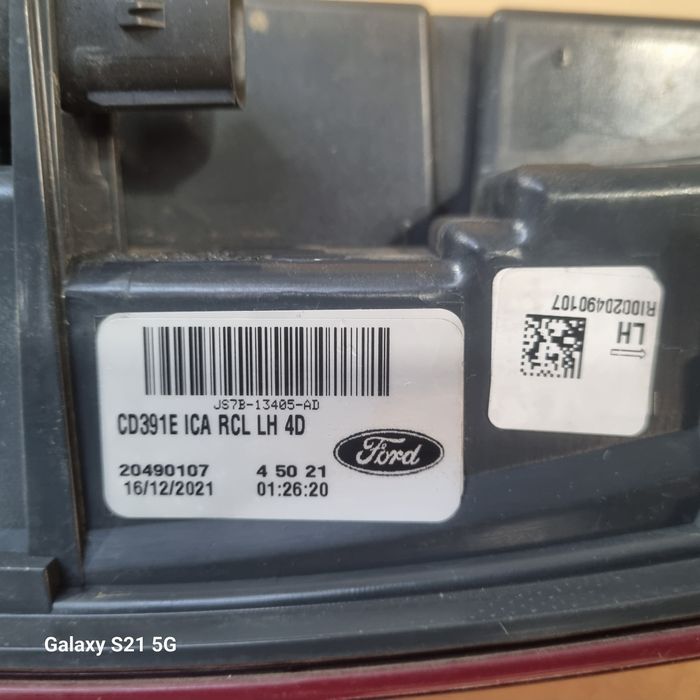 JS7B-13405-AD
CD391E ICA RCL LH 4D
Ford
20490107 4 50 21
16/12/2021 01:26:20
LH
RI0020490107
Galaxy S21 5G